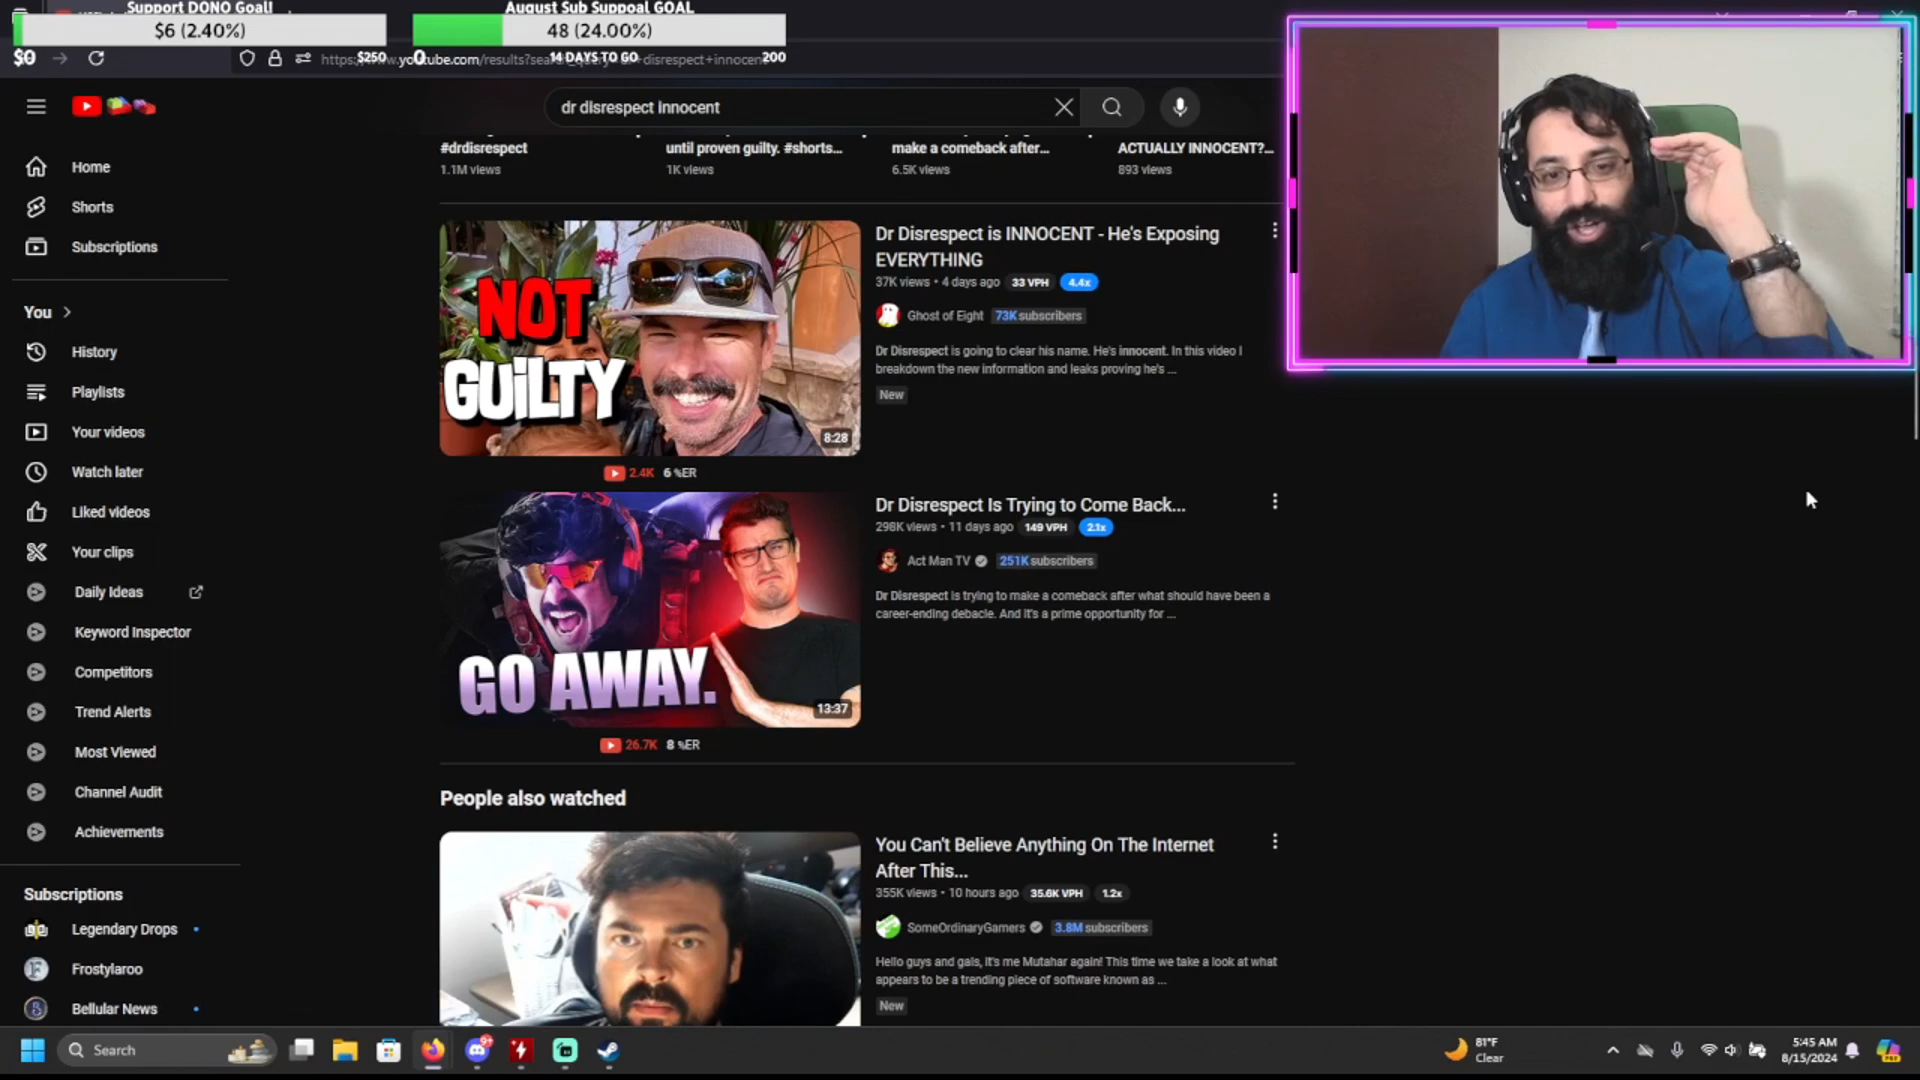 Support DONO Goal!
$6 (2.40%)
$0
$250
August Sub Suppoal GOAL
48 (24.00%)
0
14 DAYS TO GO
200
dr disrespect innocent
Home
Shorts
Subscriptions
You
History
Playlists
Your videos
Watch later
Liked videos
Your clips
Daily Ideas
Keyword Inspector
Competitors
Trend Alerts
Most Viewed
Channel Audit
Achievements
Subscriptions
Legendary Drops
Frostylaroo
Bellular News
#drdisrespect
1.1M views
until proven guilty. #shorts...
1K views
make a comeback after...
6.5K views
ACTUALLY INNOCENT?...
893 views
NOT
GUiLTY
8:28
2.4K 6 %ER
Dr Disrespect is INNOCENT - He's Exposing
EVERYTHING
37K views • 4 days ago 33 VPH 4.4x
Ghost of Eight 73K subscribers
Dr Disrespect is going to clear his name. He's innocent. In this video I
breakdown the new information and leaks proving he's ...
New
GO AWAY.
13:37
26.7K 8 %ER
Dr Disrespect Is Trying to Come Back...
298K views • 11 days ago 149 VPH 2.1x
Act Man TV 251K subscribers
Dr Disrespect is trying to make a comeback after what should have been a
career-ending debacle. And it's a prime opportunity for ...
People also watched
You Can't Believe Anything On The Internet
After This...
355K views • 10 hours ago 35.6K VPH 1.2x
SomeOrdinaryGamers 3.8M subscribers
Hello guys and gals, it's me Mutahar again! This time we take a look at what
appears to be a trending piece of software known as ...
New
Search
9+
81°F
Clear
5:45 AM
8/15/2024